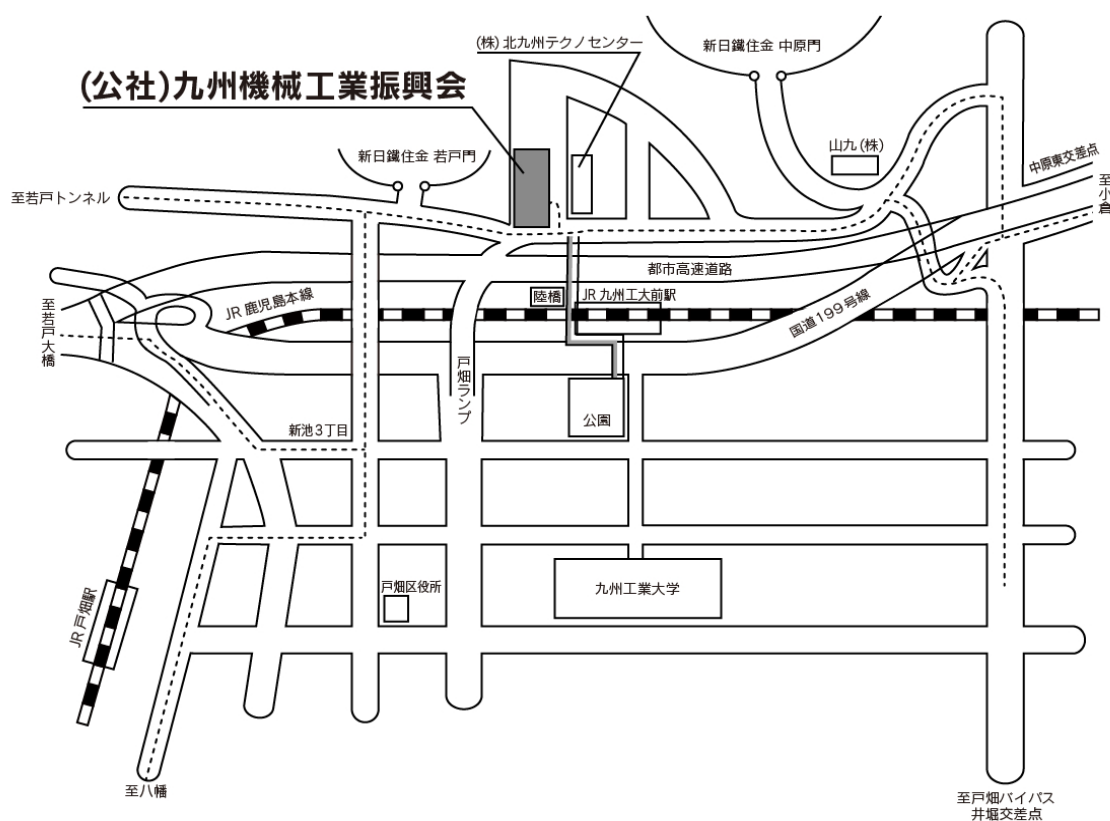 (株)北九州テクノセンター
新日鐵住金 中原門
(公社)九州機械工業振興会
山九(株)
新日鐵住金 若戸門
中原東交差点
至若戸トンネル
至小倉
都市高速道路
陸橋
JR 九州工大前駅
JR 鹿児島本線
国道199号線
至若戸大橋
戸畑ランプ
公園
新池3丁目
戸畑区役所
九州工業大学
JR 戸畑駅
至八幡
至戸畑バイパス
井堀交差点